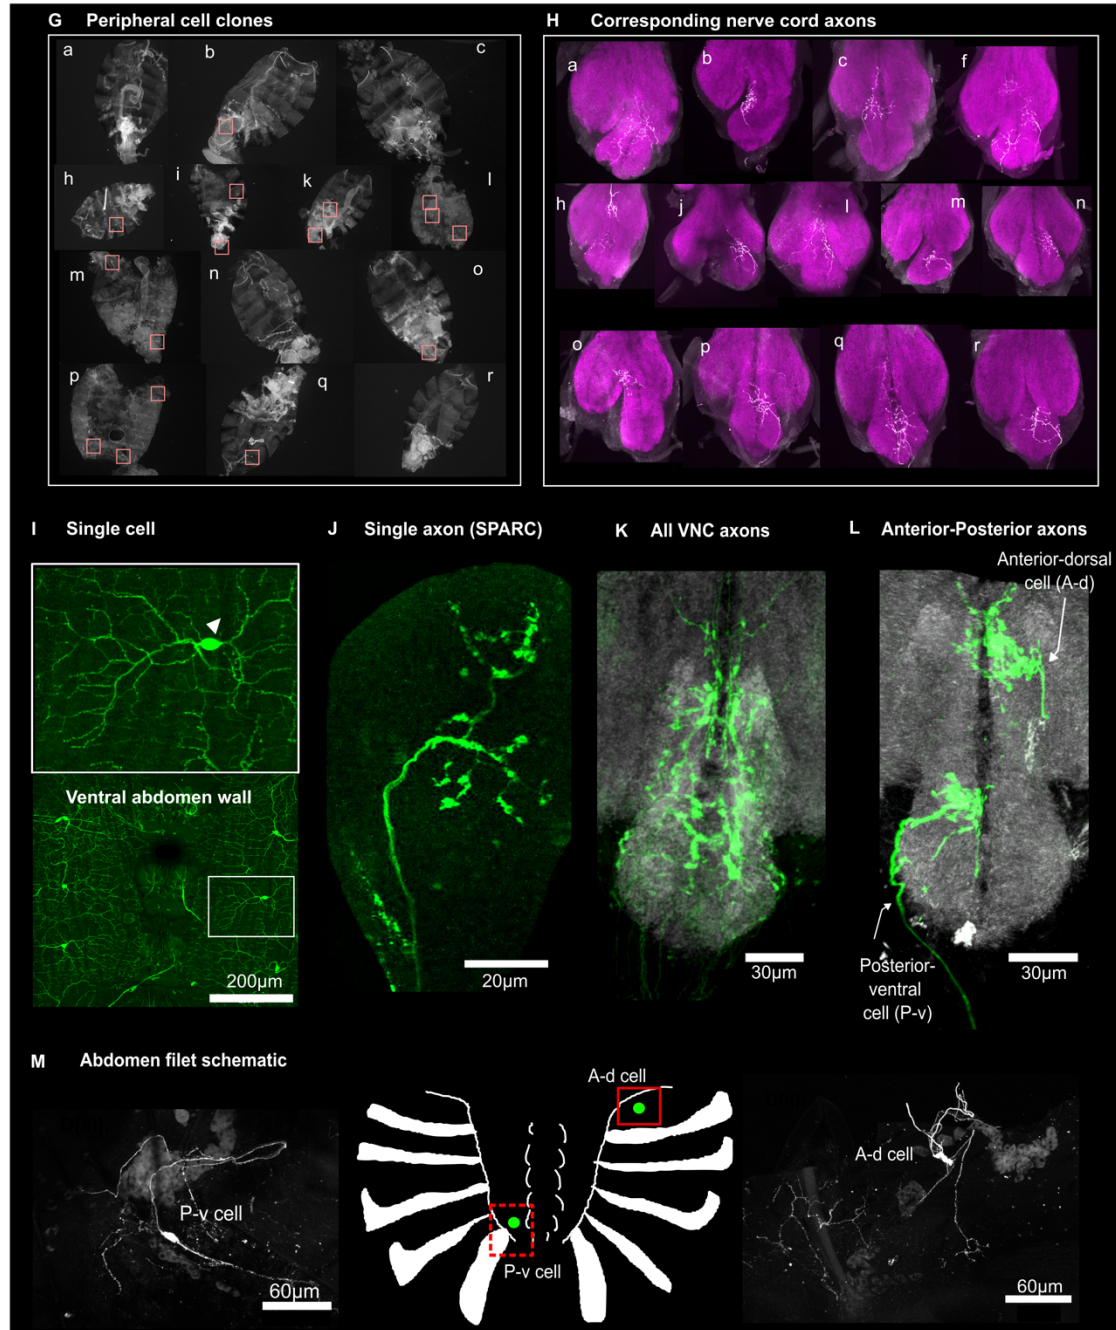 G Peripheral cell clones
a
b
c
h
i
k
l
m
n
o
p
q
r
H Corresponding nerve cord axons
a
b
c
f
h
j
l
m
n
o
p
q
r
I Single cell
Ventral abdomen wall
200µm
J Single axon (SPARC)
20µm
K All VNC axons
30µm
L Anterior-Posterior axons
Anterior-dorsal
cell (A-d)
Posterior-
ventral
cell (P-v)
30µm
M Abdomen filet schematic
P-v cell
60µm
A-d cell
P-v cell
A-d cell
60µm